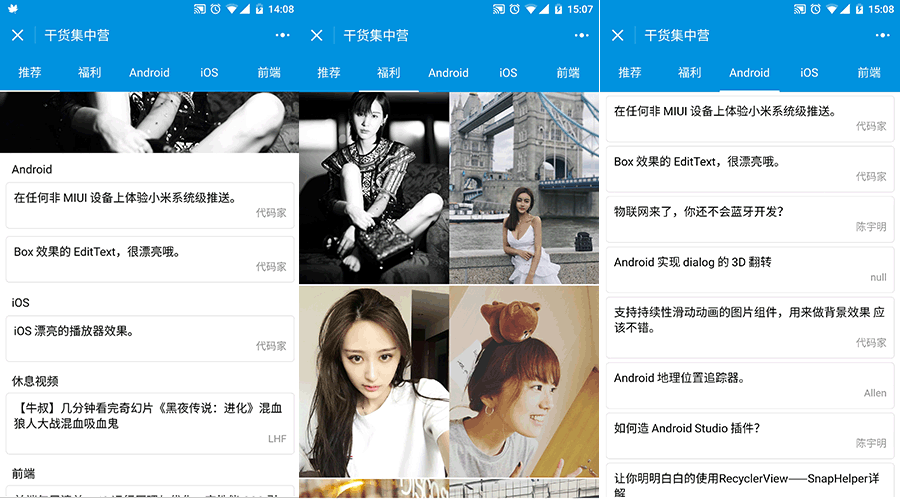 14:08
干货集中营
推荐 福利 Android iOS 前端
Android
在任何非 MIUI 设备上体验小米系统级推送。
代码家
Box 效果的 EditText，很漂亮哦。
代码家
iOS
iOS 漂亮的播放器效果。
代码家
休息视频
【牛叔】几分钟看完奇幻片《黑夜传说：进化》混血
狼人大战混血吸血鬼
LHF
前端
15:07
干货集中营
推荐 福利 Android iOS 前端
15:08
干货集中营
推荐 福利 Android iOS 前端
在任何非 MIUI 设备上体验小米系统级推送。
代码家
Box 效果的 EditText，很漂亮哦。
代码家
物联网来了，你还不会蓝牙开发？
陈宇明
Android 实现 dialog 的 3D 翻转
null
支持持续性滑动动画的图片组件，用来做背景效果 应
该不错。
代码家
Android 地理位置追踪器。
Allen
如何造 Android Studio 插件？
陈宇明
让你明明白白的使用RecyclerView——SnapHelper详
解